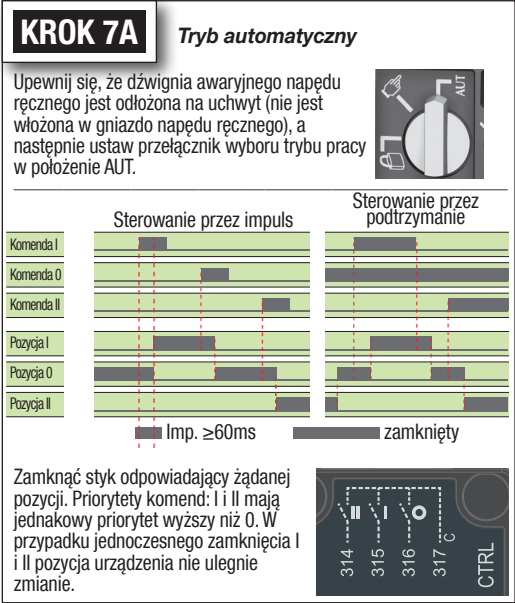 KROK 7A
Tryb automatyczny
Upewnij się, że dźwignia awaryjnego napędu
ręcznego jest odłożona na uchwyt (nie jest
włożona w gniazdo napędu ręcznego), a
następnie ustaw przełącznik wyboru trybu pracy
w położenie AUT.
AUT
Sterowanie przez impuls
Sterowanie przez
podtrzymanie
Komenda I
Komenda 0
Komenda II
Pozycja I
Pozycja 0
Pozycja II
Imp. ≥60ms
zamknięty
Zamknąć styk odpowiadający żądanej
pozycji. Priorytety komend: I i II mają
jednakowy priorytet wyższy niż 0. W
przypadku jednoczesnego zamknięcia I
i II pozycja urządzenia nie ulegnie
zmianie.
II I O
314 315 316 317 C
CTRL